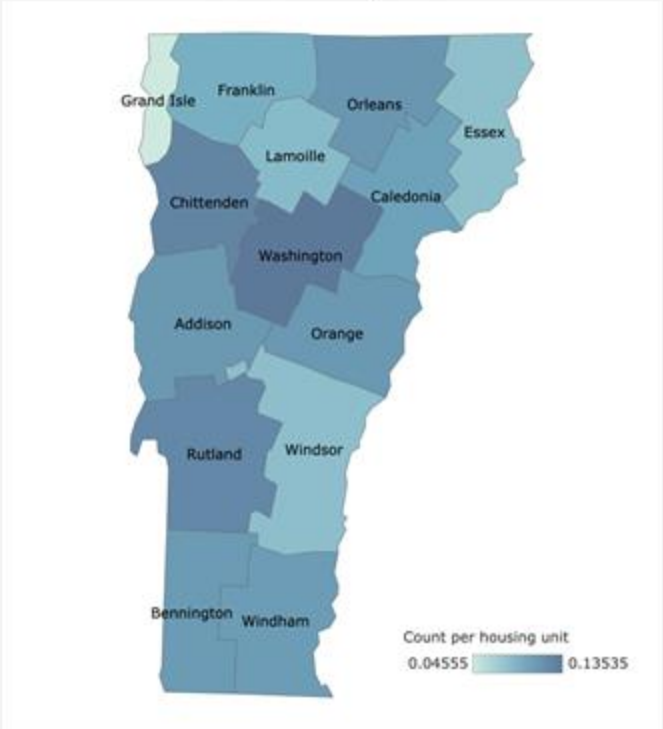 Franklin
Grand Isle
Orleans
Essex
Lamoille
Caledonia
Chittenden
Washington
Addison
Orange
Windsor
Rutland
Bennington
Windham
Count per housing unit
0.04555 0.13535